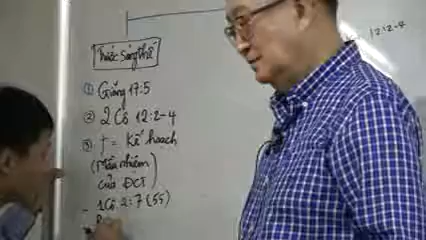 Trước Sáng Thế
① Giăng 17:5
② 2 Cô 12:2-4
③ † = Kế hoạch
(Mầu nhiệm)
của ĐCT
- 1 Cô 2:7 (55)
12:2-4